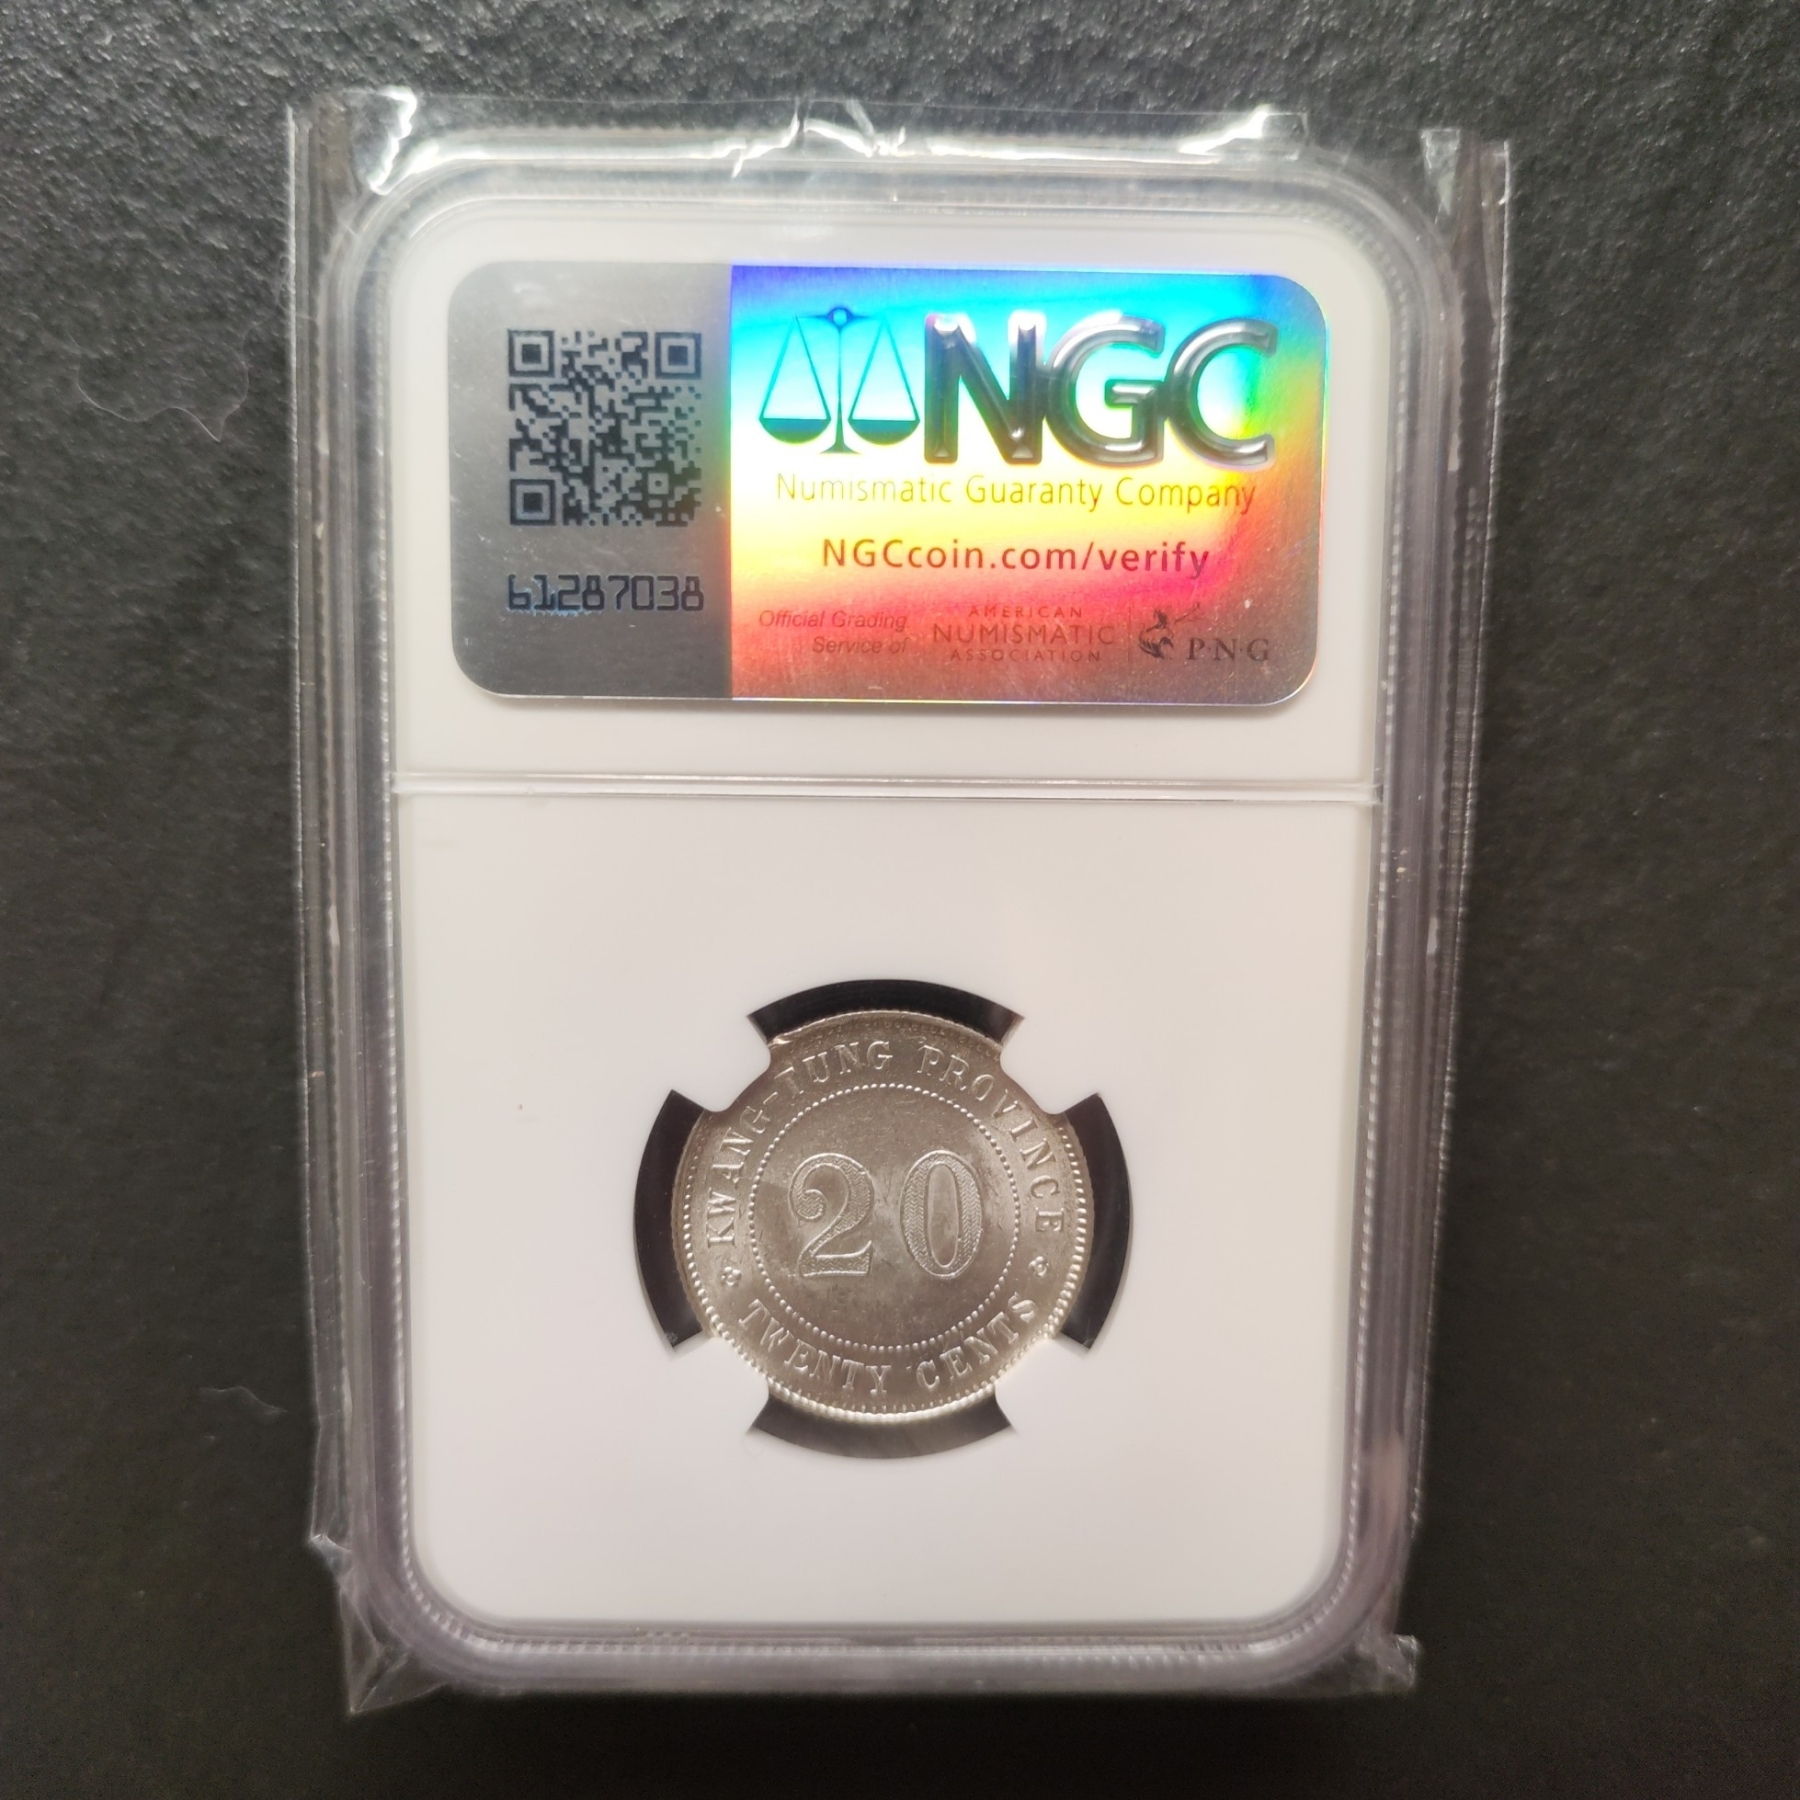 NGC
Numismatic Guaranty Company
NGCcoin.com/verify
61287038
Official Grading
Service of
AMERICAN
NUMISMATIC
ASSOCIATION
P·N·G
KWANG-TUNG PROVINCE
20
TWENTY CENTS